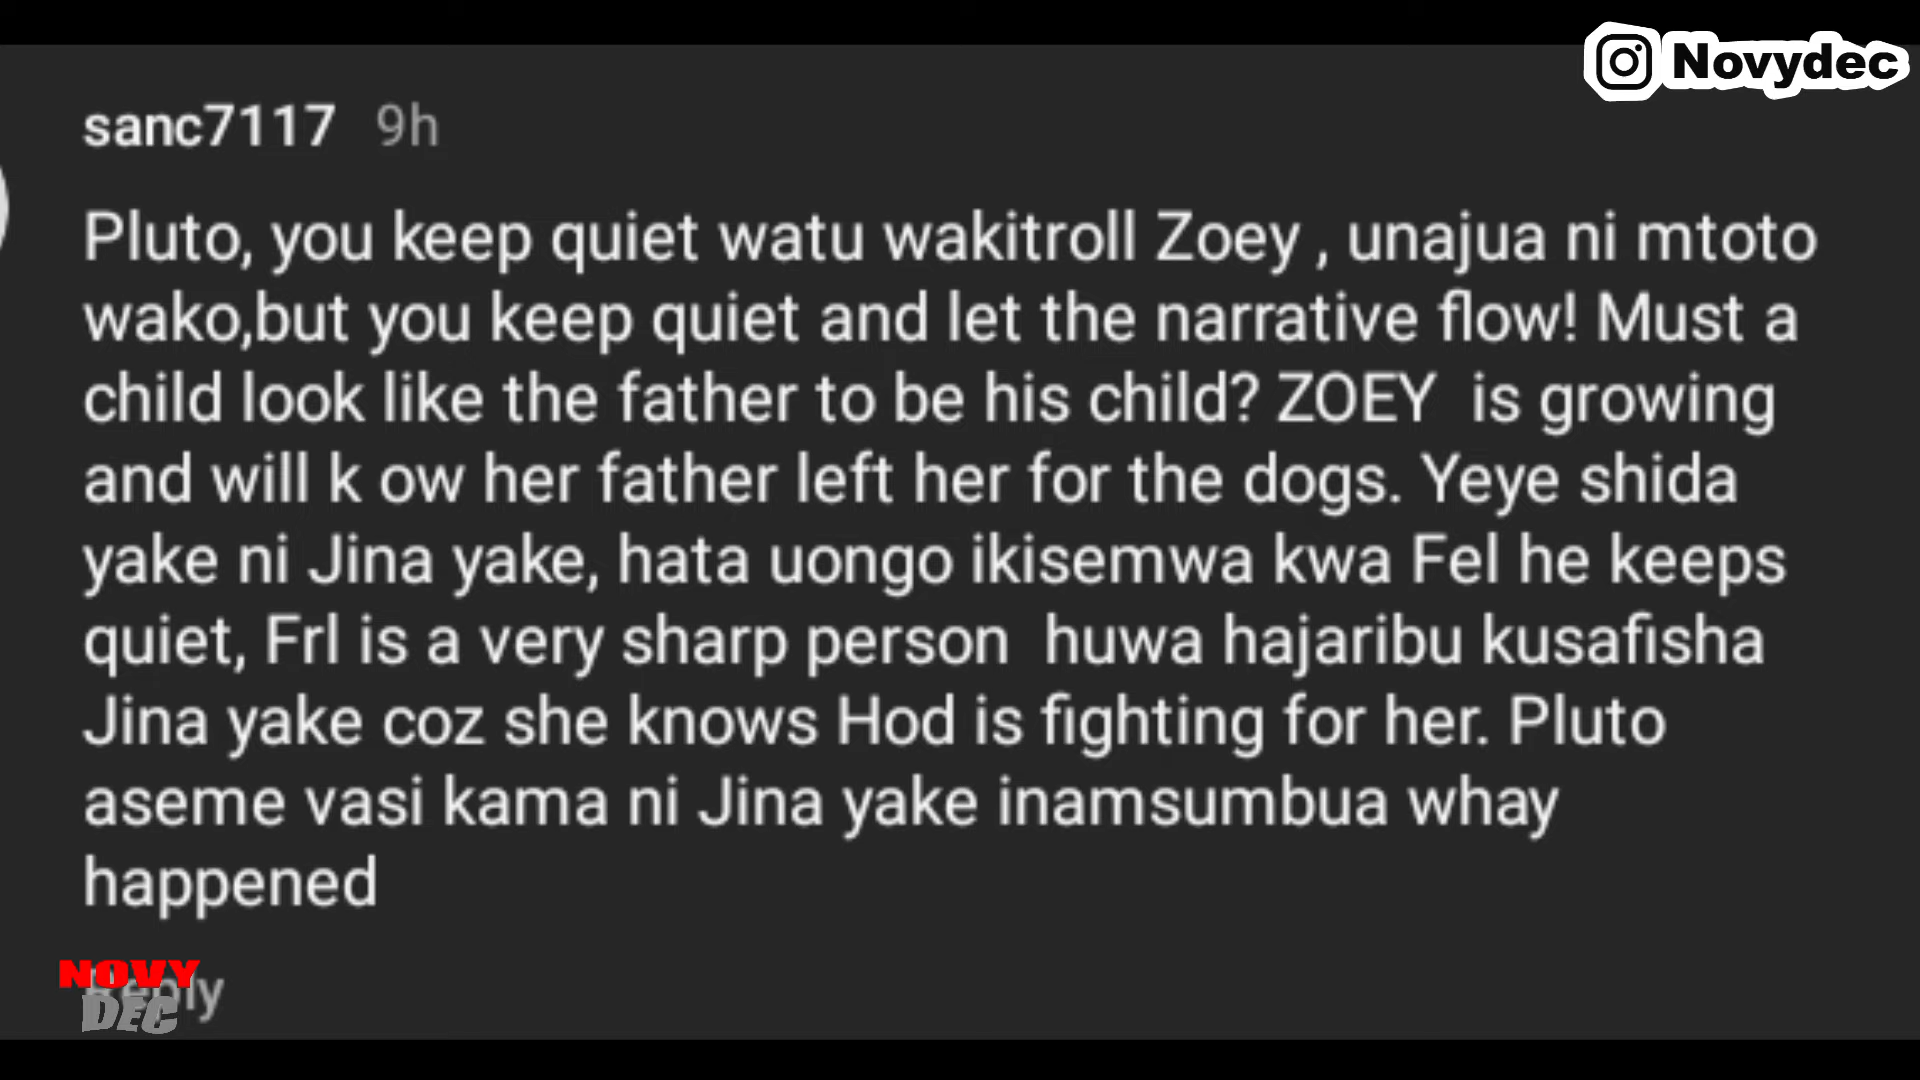 Novydec
sanc7117 9h
Pluto, you keep quiet watu wakitroll Zoey , unajua ni mtoto
wako,but you keep quiet and let the narrative flow! Must a
child look like the father to be his child? ZOEY is growing
and will k ow her father left her for the dogs. Yeye shida
yake ni Jina yake, hata uongo ikisemwa kwa Fel he keeps
quiet, Frl is a very sharp person huwa hajaribu kusafisha
Jina yake coz she knows Hod is fighting for her. Pluto
aseme vasi kama ni Jina yake inamsumbua whay
happened
NOVY
Reply
DEC